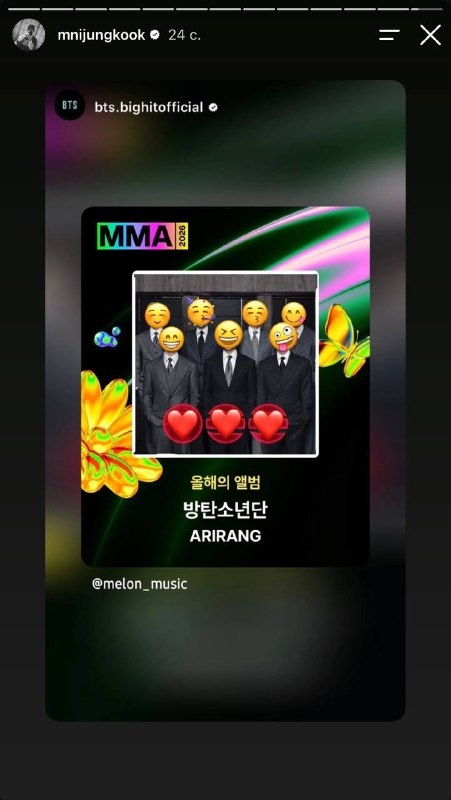 mnijungkook 24 с.
BTS bts.bighitofficial
MMA 2026
올해의 앨범
방탄소년단
ARIRANG
@melon_music